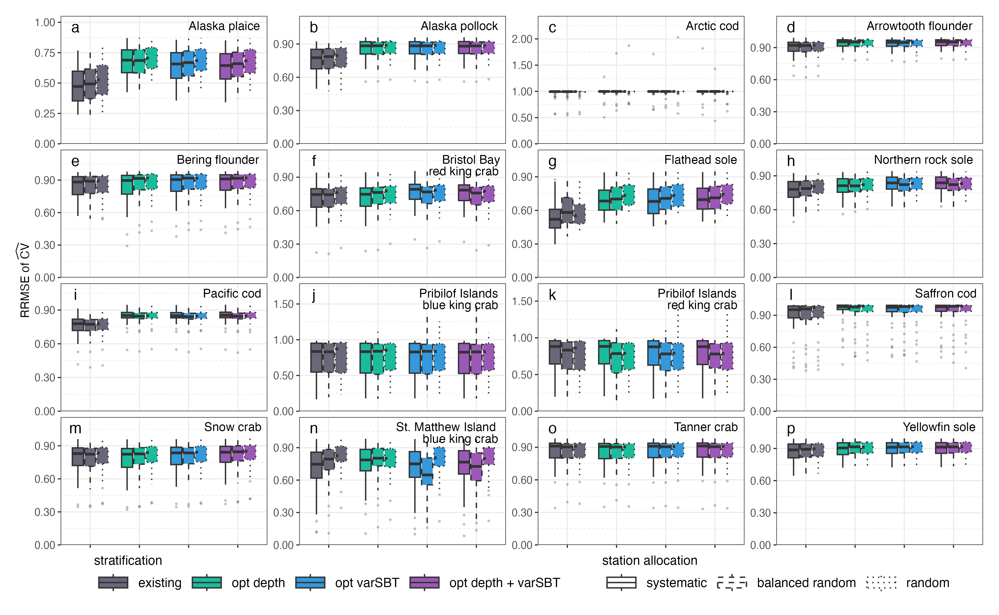 a Alaska plaice
1.00
0.75
0.50
0.25
0.00
b Alaska pollock
0.90
0.60
0.30
0.00
c Arctic cod
2.00
1.50
1.00
0.50
0.00
d Arrowtooth flounder
0.90
0.60
0.30
0.00
e Bering flounder
0.90
0.60
0.30
0.00
f Bristol Bay
red king crab
0.90
0.60
0.30
0.00
g Flathead sole
0.90
0.60
0.30
0.00
h Northern rock sole
0.90
0.60
0.30
0.00
RRMSE of CV̂
i Pacific cod
0.90
0.60
0.30
0.00
j Pribilof Islands
blue king crab
1.50
1.00
0.50
0.00
k Pribilof Islands
red king crab
1.50
1.00
0.50
0.00
l Saffron cod
0.90
0.60
0.30
0.00
m Snow crab
0.90
0.60
0.30
0.00
n St. Matthew Island
blue king crab
0.90
0.60
0.30
0.00
o Tanner crab
0.90
0.60
0.30
0.00
p Yellowfin sole
0.90
0.60
0.30
0.00
stratification
existing opt depth opt varSBT opt depth + varSBT
station allocation
systematic balanced random random